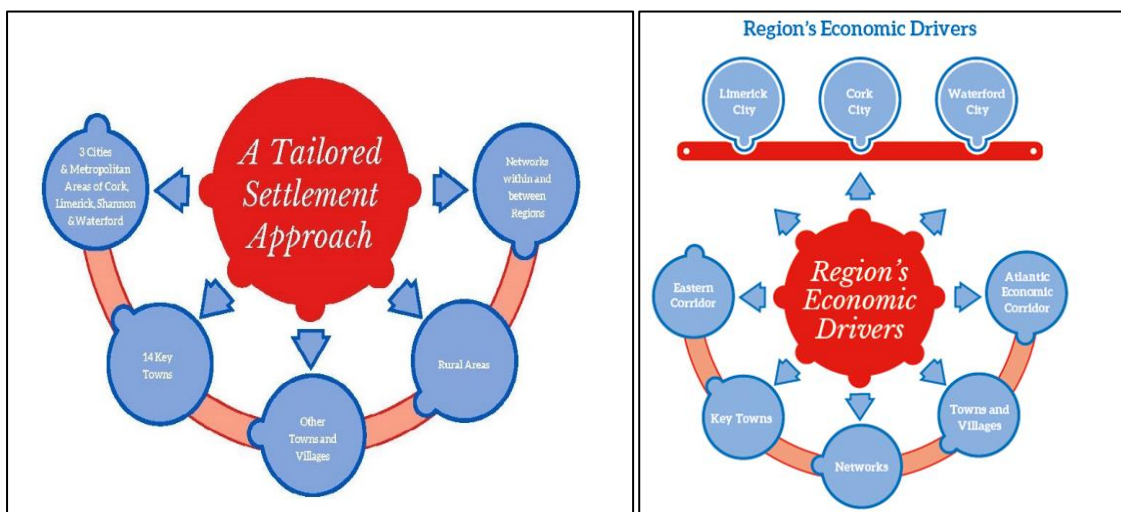 A Tailored
Settlement
Approach
3 Cities
& Metropolitan
Areas of Cork,
Limerick, Shannon
& Waterford
14 Key
Towns
Other
Towns and
Villages
Rural Areas
Networks
within and
between
Regions
Region's Economic Drivers
Limerick
City
Cork
City
Waterford
City
Region's
Economic
Drivers
Eastern
Corridor
Key Towns
Networks
Towns and
Villages
Atlantic
Economic
Corridor